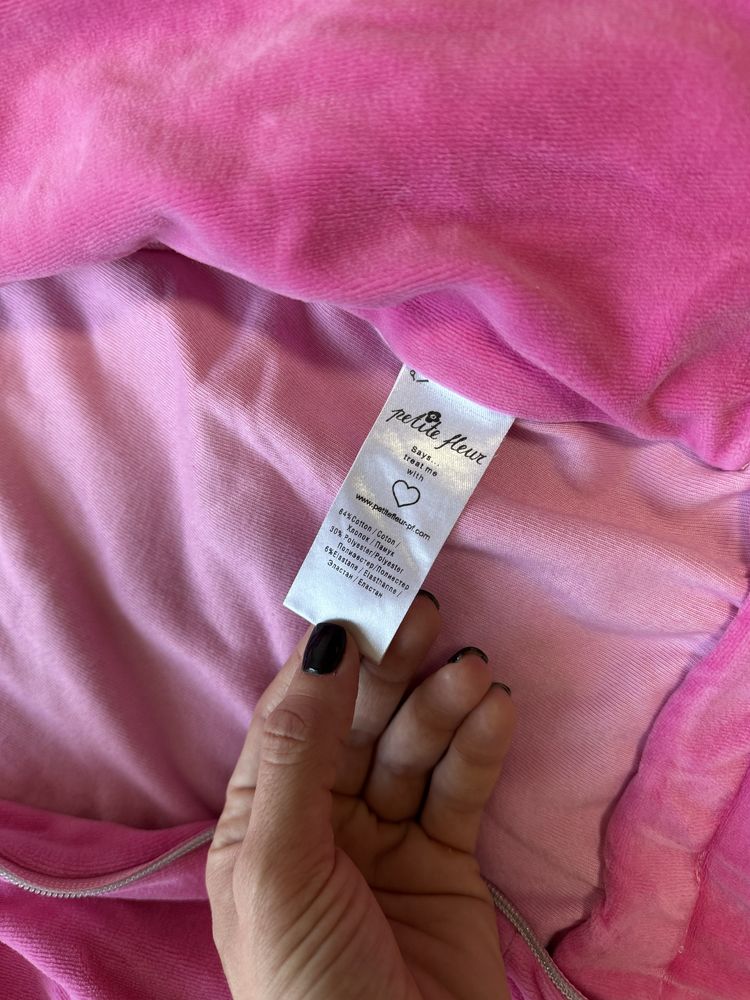 petite fleur
Says...
treat me
with
www.petitefleur-pf.com
64% Cotton / Coton /
Хлопок / Памук
30% Polyester/Polyester
Полиэстер/Полиестер
6% Elastane / Elasthanne /
Эластан / Еластан